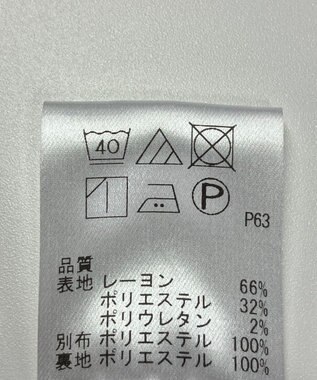 40
P
P63
品質
表地 レーヨン 66%
ポリエステル 32%
ポリウレタン 2%
別布 ポリエステル 100%
裏地 ポリエステル 100%